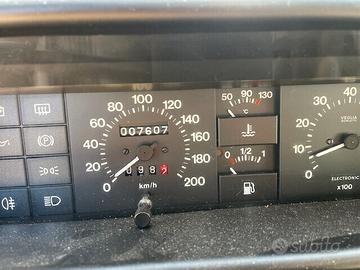 0 20 40 60 80 100 120 140 160 180 200
007607
098
km/h
50 90 130
°C
0 1/2 1
P
0 10 20 30 40
VEGLIA
ELECTRONIC
x100
subito